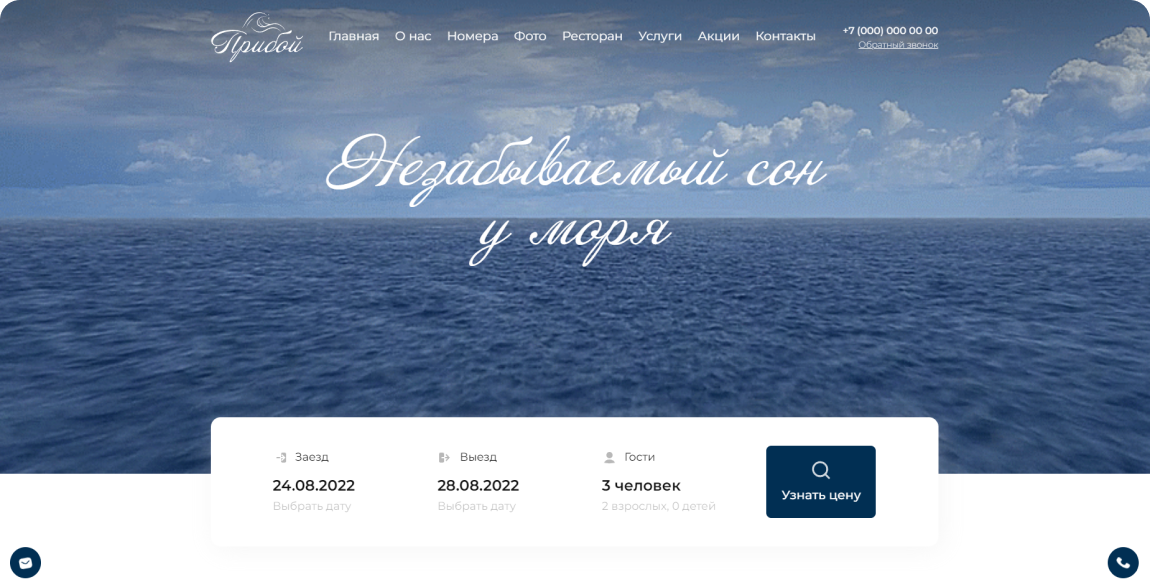 Прибой
Главная О нас Номера Фото Ресторан Услуги Акции Контакты
+7 (000) 000 00 00
Обратный звонок
Незабываемый сон
у моря
Заезд Выезд Гости
24.08.2022 28.08.2022 3 человек
Выбрать дату Выбрать дату 2 взрослых, 0 детей
Узнать цену